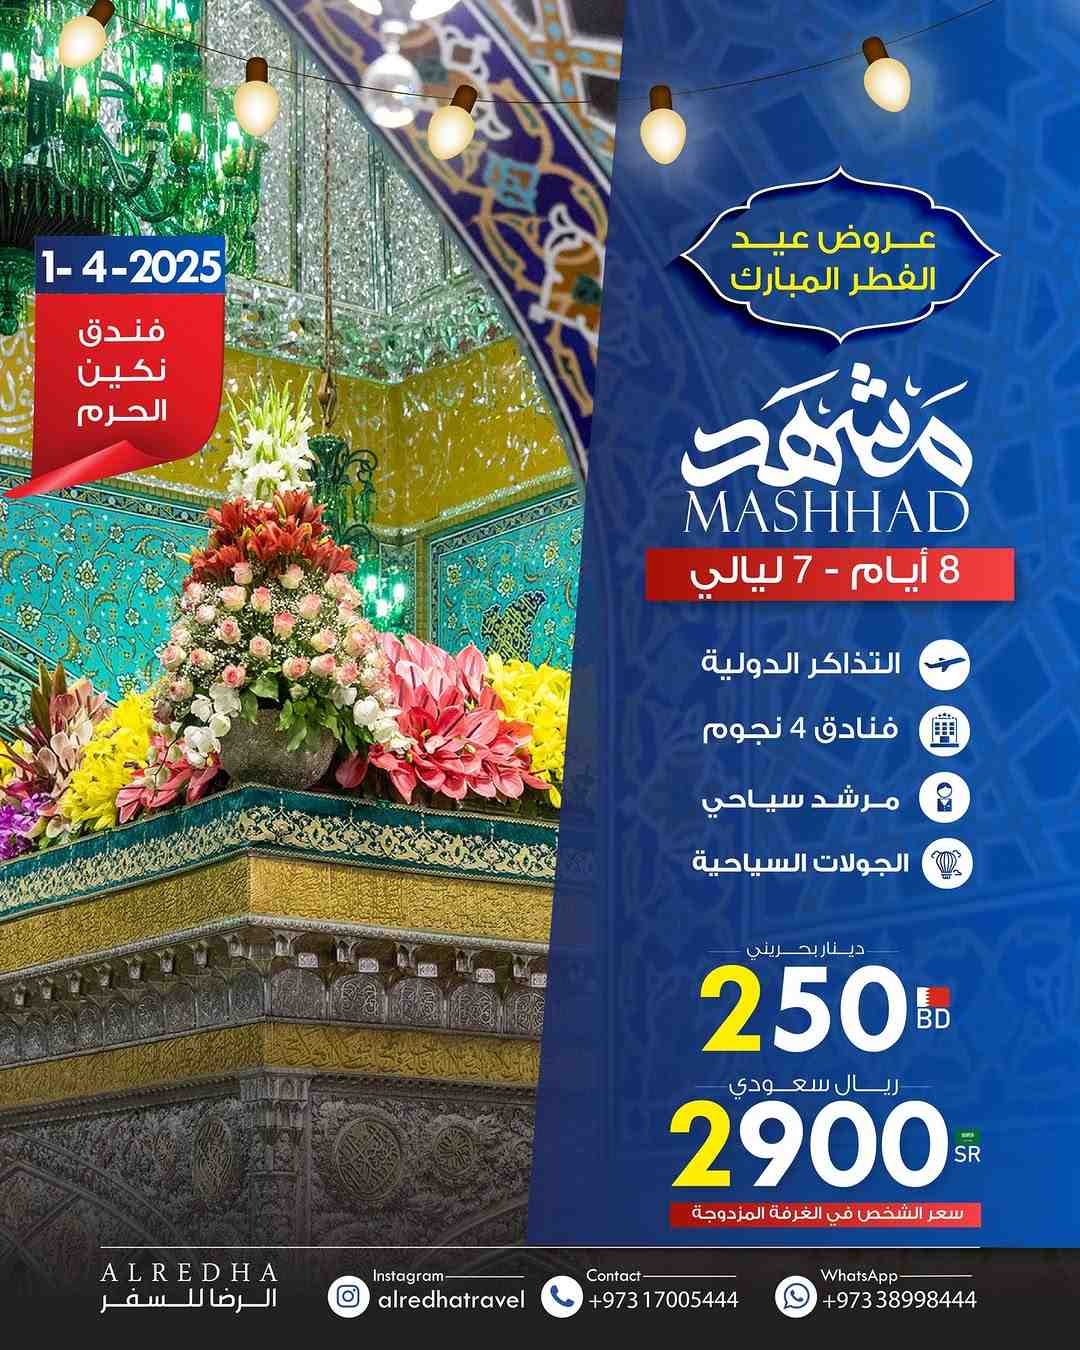 1-4-2025
فندق
نكين
الحرم
عروض عيد
الفطر المبارك
مشهد
MASHHAD
8 أيام - 7 ليالي
التذاكر الدولية
فنادق 4 نجوم
مرشد سياحي
الجولات السياحية
دينار بحريني
250 BD
ريال سعودي
2900 SR
سعر الشخص في الغرفة المزدوجة
ALREDHA
الرضا للسفر
Instagram
alredhatravel
Contact
+973 17005444
WhatsApp
+973 38998444